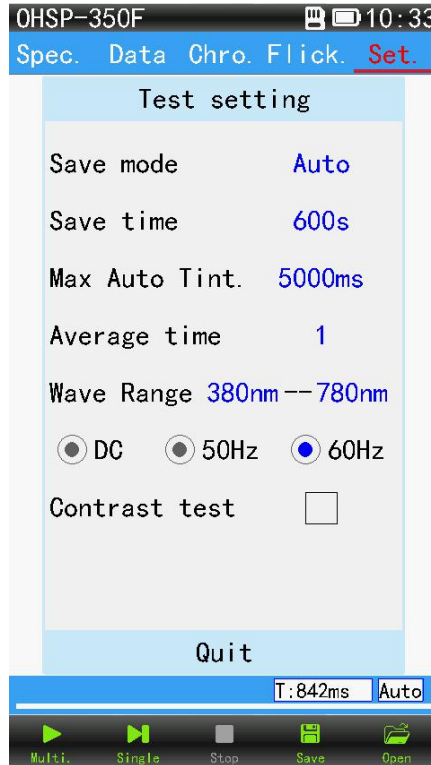 OHSP-350F 10:33
Spec. Data Chro. Flick. Set.
Test setting
Save mode Auto
Save time 600s
Max Auto Tint. 5000ms
Average time 1
Wave Range 380nm--780nm
DC 50Hz 60Hz
Contrast test
Quit
T:842ms Auto
Multi. Single Stop Save Open